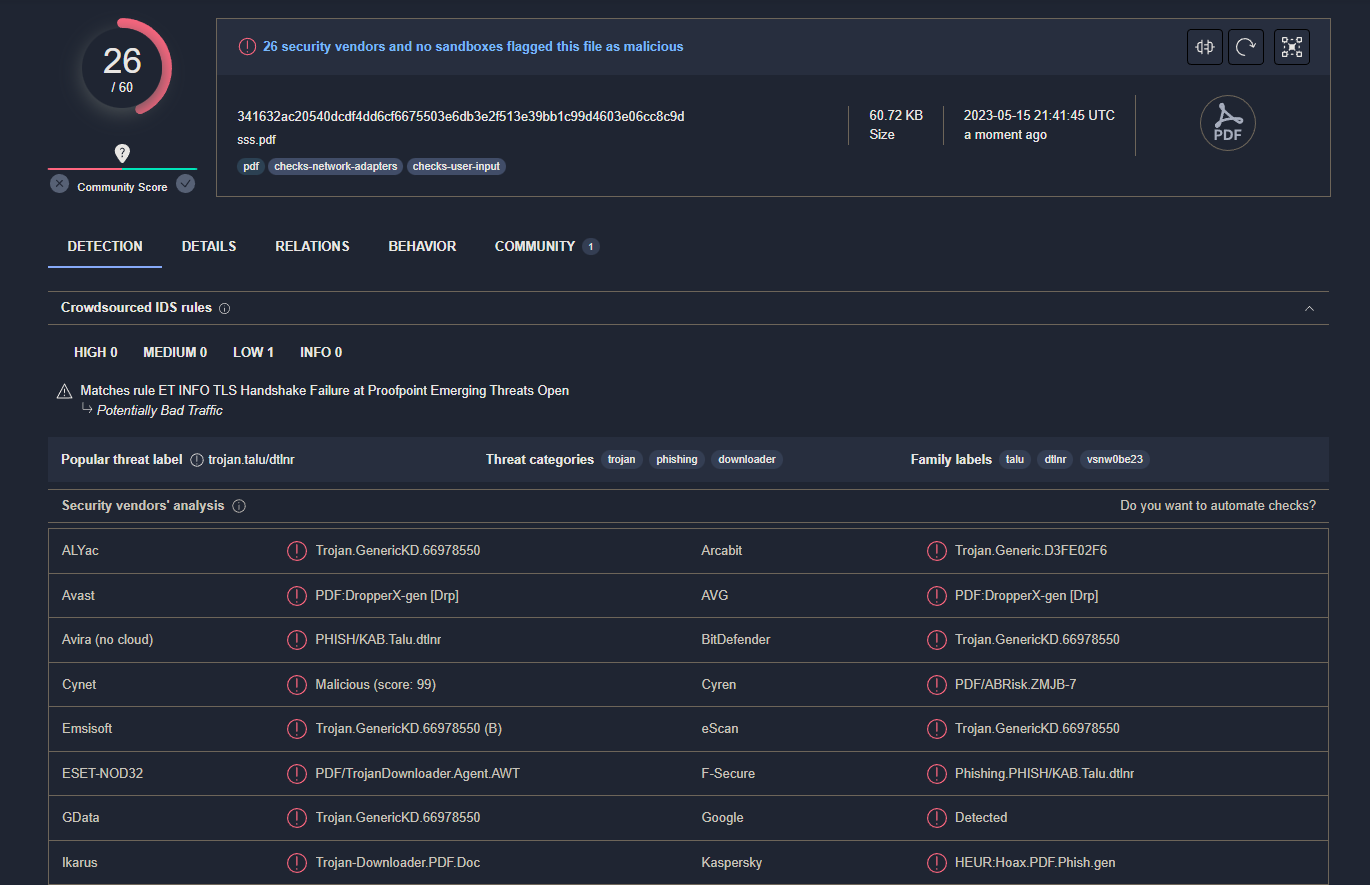 26
/ 60
?
Community Score
26 security vendors and no sandboxes flagged this file as malicious
341632ac20540dcdf4dd6cf6675503e6db3e2f513e39bb1c99d4603e06cc8c9d
sss.pdf
pdf checks-network-adapters checks-user-input
60.72 KB
Size
2023-05-15 21:41:45 UTC
a moment ago
PDF
DETECTION DETAILS RELATIONS BEHAVIOR COMMUNITY 1
Crowdsourced IDS rules
HIGH 0 MEDIUM 0 LOW 1 INFO 0
Matches rule ET INFO TLS Handshake Failure at Proofpoint Emerging Threats Open
Potentially Bad Traffic
Popular threat label trojan.talu/dtlnr Threat categories trojan phishing downloader Family labels talu dtlnr vsnw0be23
Security vendors' analysis Do you want to automate checks?
ALYac Trojan.GenericKD.66978550 Arcabit Trojan.Generic.D3FE02F6
Avast PDF:DropperX-gen [Drp] AVG PDF:DropperX-gen [Drp]
Avira (no cloud) PHISH/KAB.Talu.dtlnr BitDefender Trojan.GenericKD.66978550
Cynet Malicious (score: 99) Cyren PDF/ABRisk.ZMJB-7
Emsisoft Trojan.GenericKD.66978550 (B) eScan Trojan.GenericKD.66978550
ESET-NOD32 PDF/TrojanDownloader.Agent.AWT F-Secure Phishing.PHISH/KAB.Talu.dtlnr
GData Trojan.GenericKD.66978550 Google Detected
Ikarus Trojan-Downloader.PDF.Doc Kaspersky HEUR:Hoax.PDF.Phish.gen